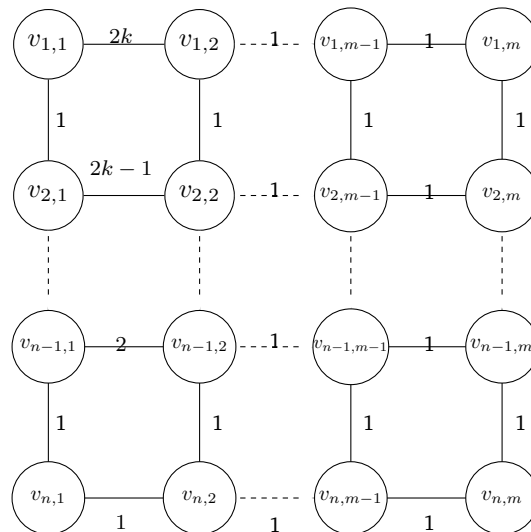 v1,1 2k v1,2 1 v1,m−1 1 v1,m
1 1 1 1
v2,1 2k − 1 v2,2 1 v2,m−1 1 v2,m
vn−1,1 2 vn−1,2 1 vn−1,m−1 1 vn−1,m
1 1 1 1
vn,1 1 vn,2 1 vn,m−1 1 vn,m